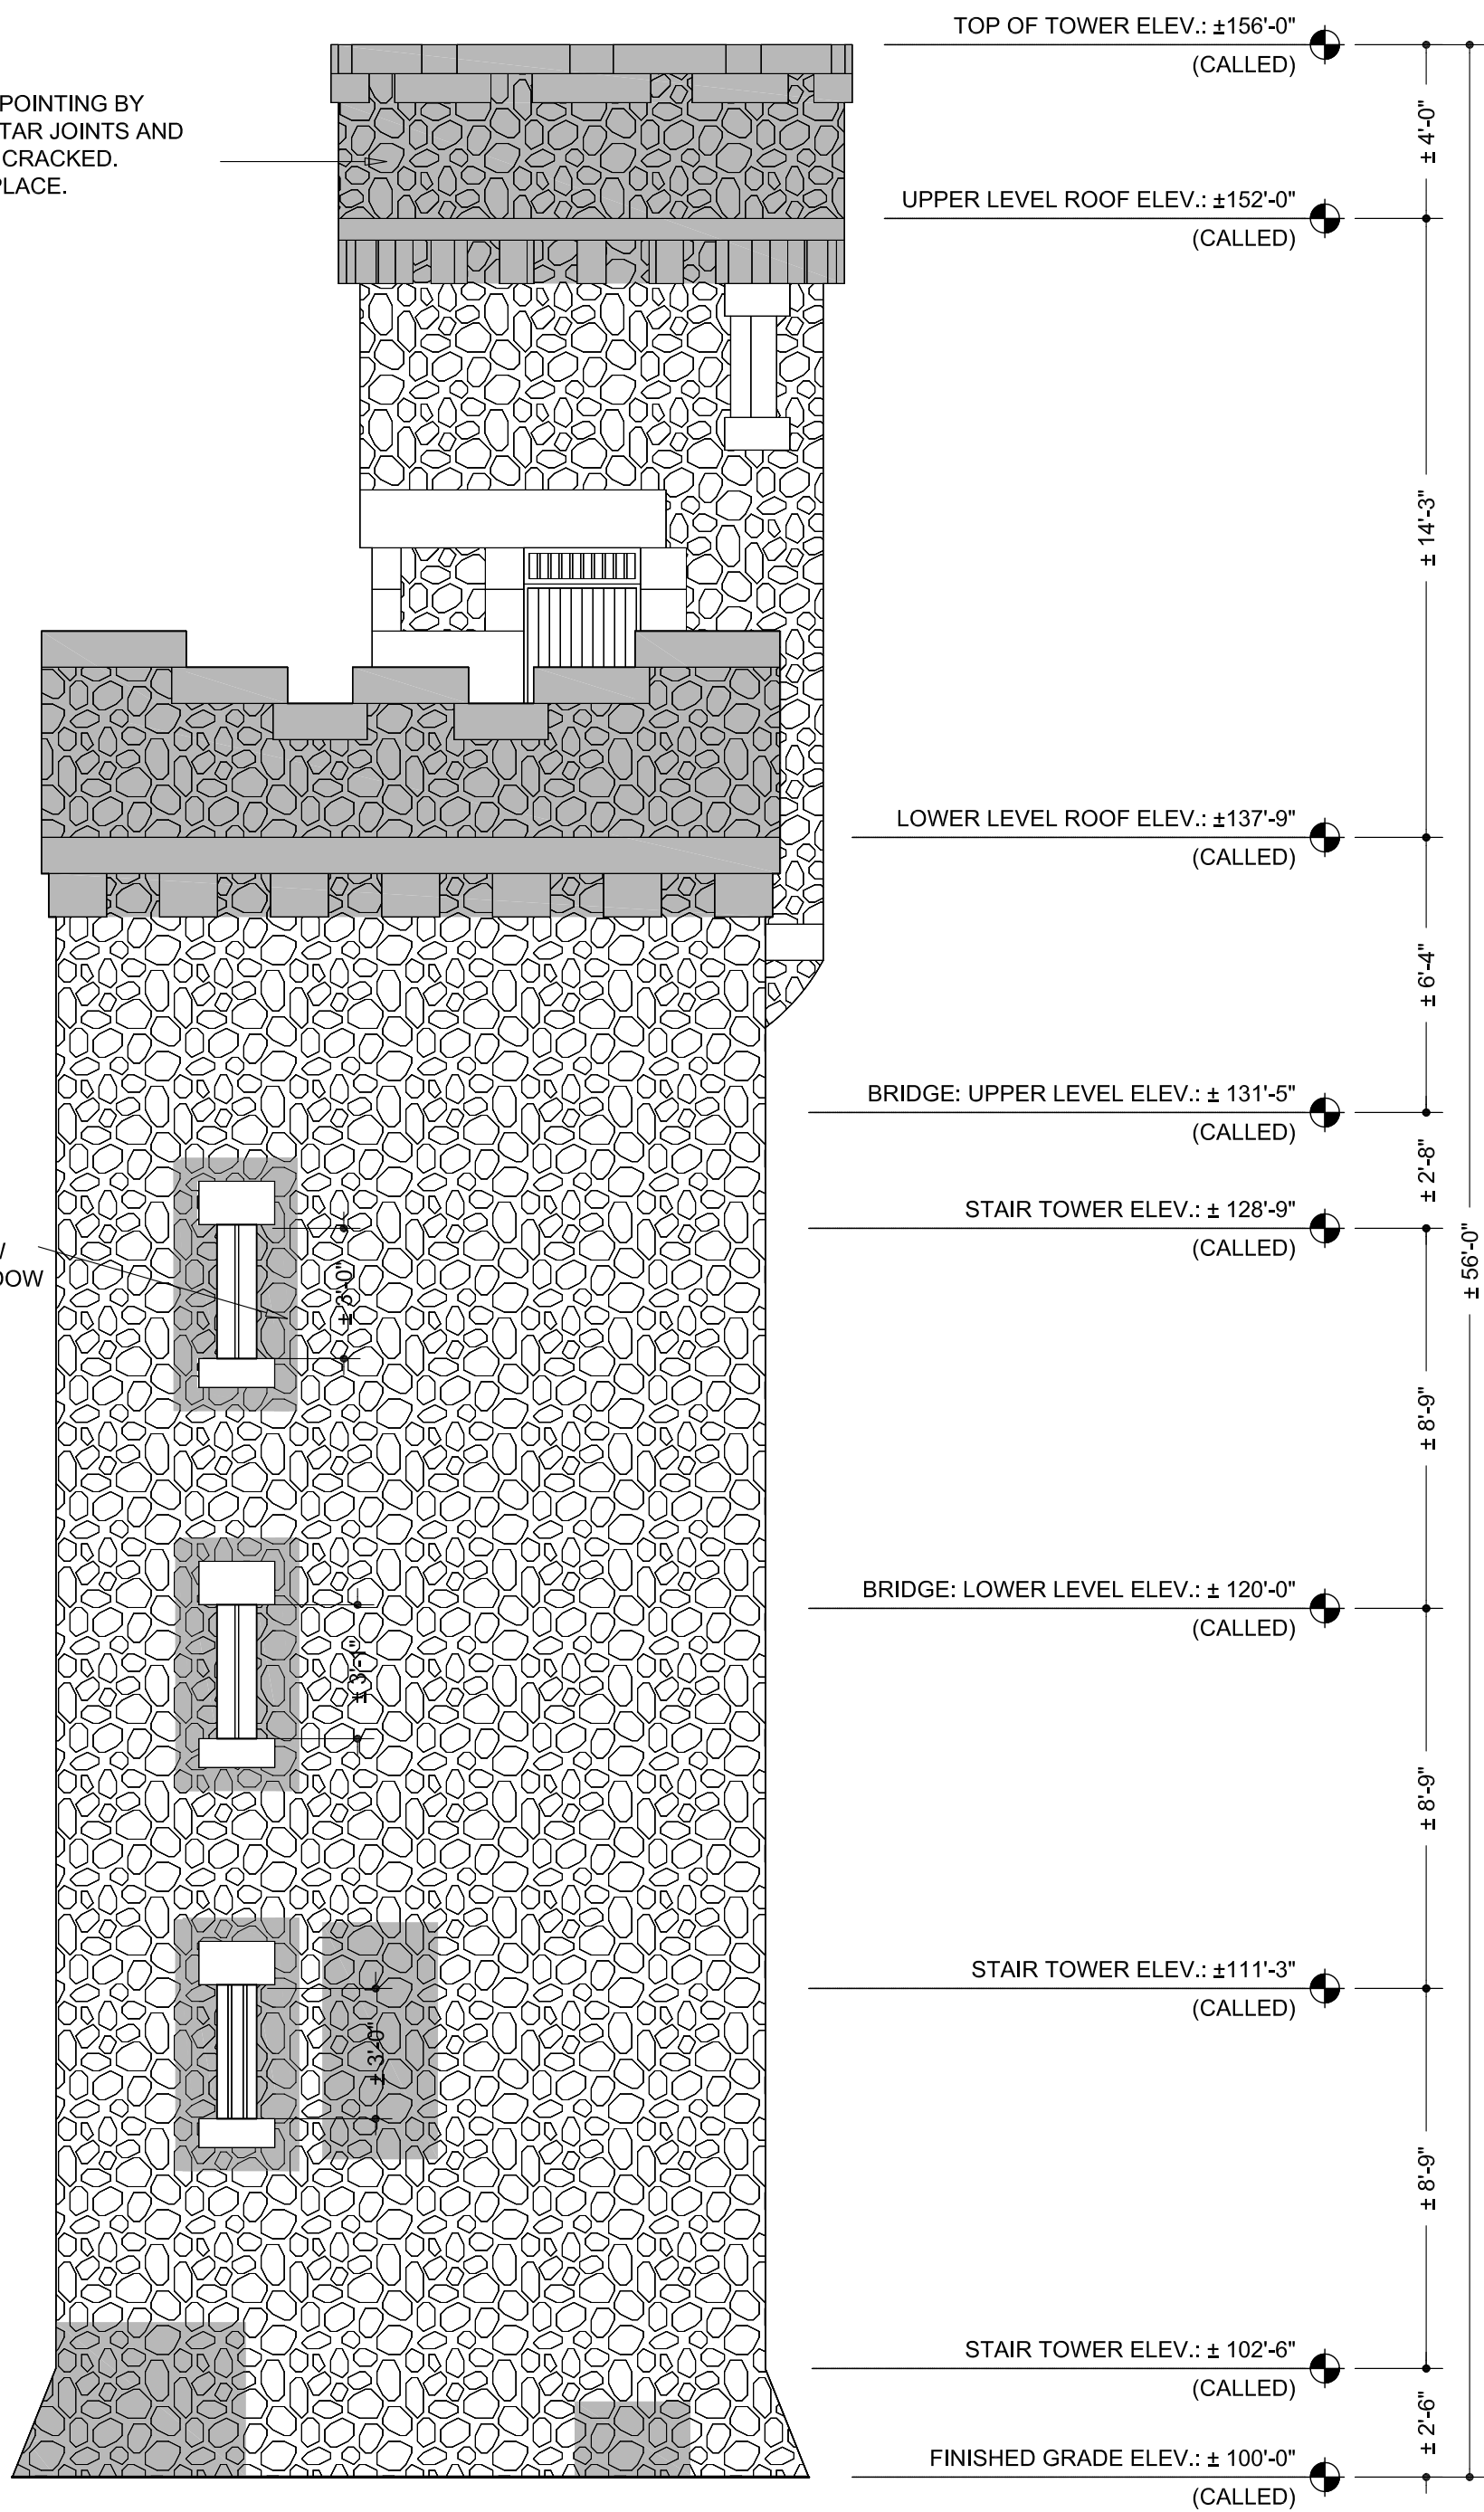 TOP OF TOWER ELEV.: ±156'-0"
(CALLED)
POINTING BY
TAR JOINTS AND
CRACKED.
PLACE.
± 4'-0"
UPPER LEVEL ROOF ELEV.: ±152'-0"
(CALLED)
± 14'-3"
LOWER LEVEL ROOF ELEV.: ±137'-9"
(CALLED)
± 6'-4"
BRIDGE: UPPER LEVEL ELEV.: ± 131'-5"
(CALLED)
± 2'-8"
STAIR TOWER ELEV.: ± 128'-9"
(CALLED)
DOW
± 3'-0"
± 56'-0"
± 8'-9"
BRIDGE: LOWER LEVEL ELEV.: ± 120'-0"
(CALLED)
± 3'-1"
± 8'-9"
STAIR TOWER ELEV.: ±111'-3"
(CALLED)
± 3'-0"
± 8'-9"
STAIR TOWER ELEV.: ± 102'-6"
(CALLED)
± 2'-6"
FINISHED GRADE ELEV.: ± 100'-0"
(CALLED)